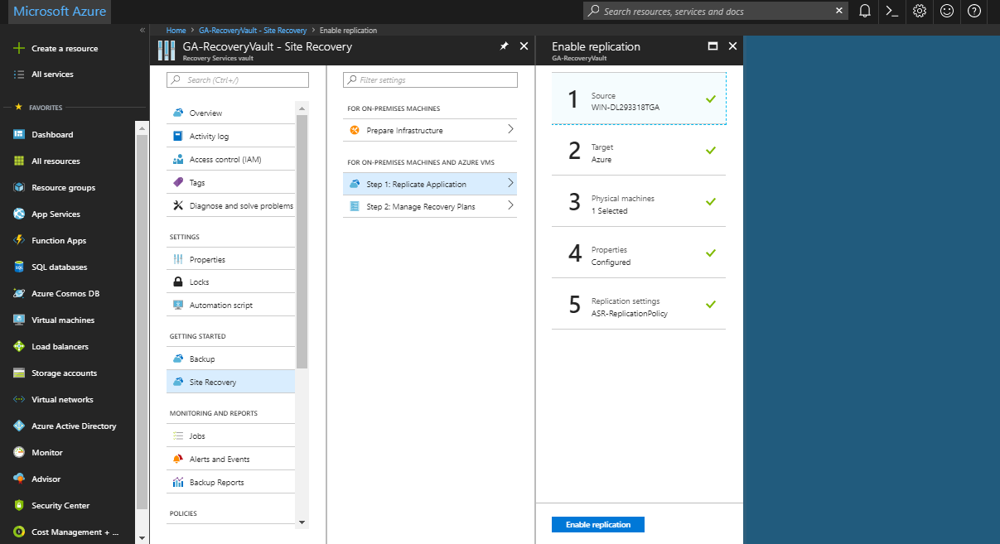 Microsoft Azure
Search resources, services and docs
Create a resource
All services
FAVORITES
Dashboard
All resources
Resource groups
App Services
Function Apps
SQL databases
Azure Cosmos DB
Virtual machines
Load balancers
Storage accounts
Virtual networks
Azure Active Directory
Monitor
Advisor
Security Center
Cost Management + ...
Home > GA-RecoveryVault - Site Recovery > Enable replication
GA-RecoveryVault - Site Recovery
Recovery Services vault
Search (Ctrl+/)
Overview
Activity log
Access control (IAM)
Tags
Diagnose and solve problems
SETTINGS
Properties
Locks
Automation script
GETTING STARTED
Backup
Site Recovery
MONITORING AND REPORTS
Jobs
Alerts and Events
Backup Reports
POLICIES
Filter settings
FOR ON-PREMISES MACHINES
Prepare Infrastructure
FOR ON-PREMISES MACHINES AND AZURE VMS
Step 1: Replicate Application
Step 2: Manage Recovery Plans
Enable replication
GA-RecoveryVault
1 Source
WIN-DL293318TGA
2 Target
Azure
3 Physical machines
1 Selected
4 Properties
Configured
5 Replication settings
ASR-ReplicationPolicy
Enable replication